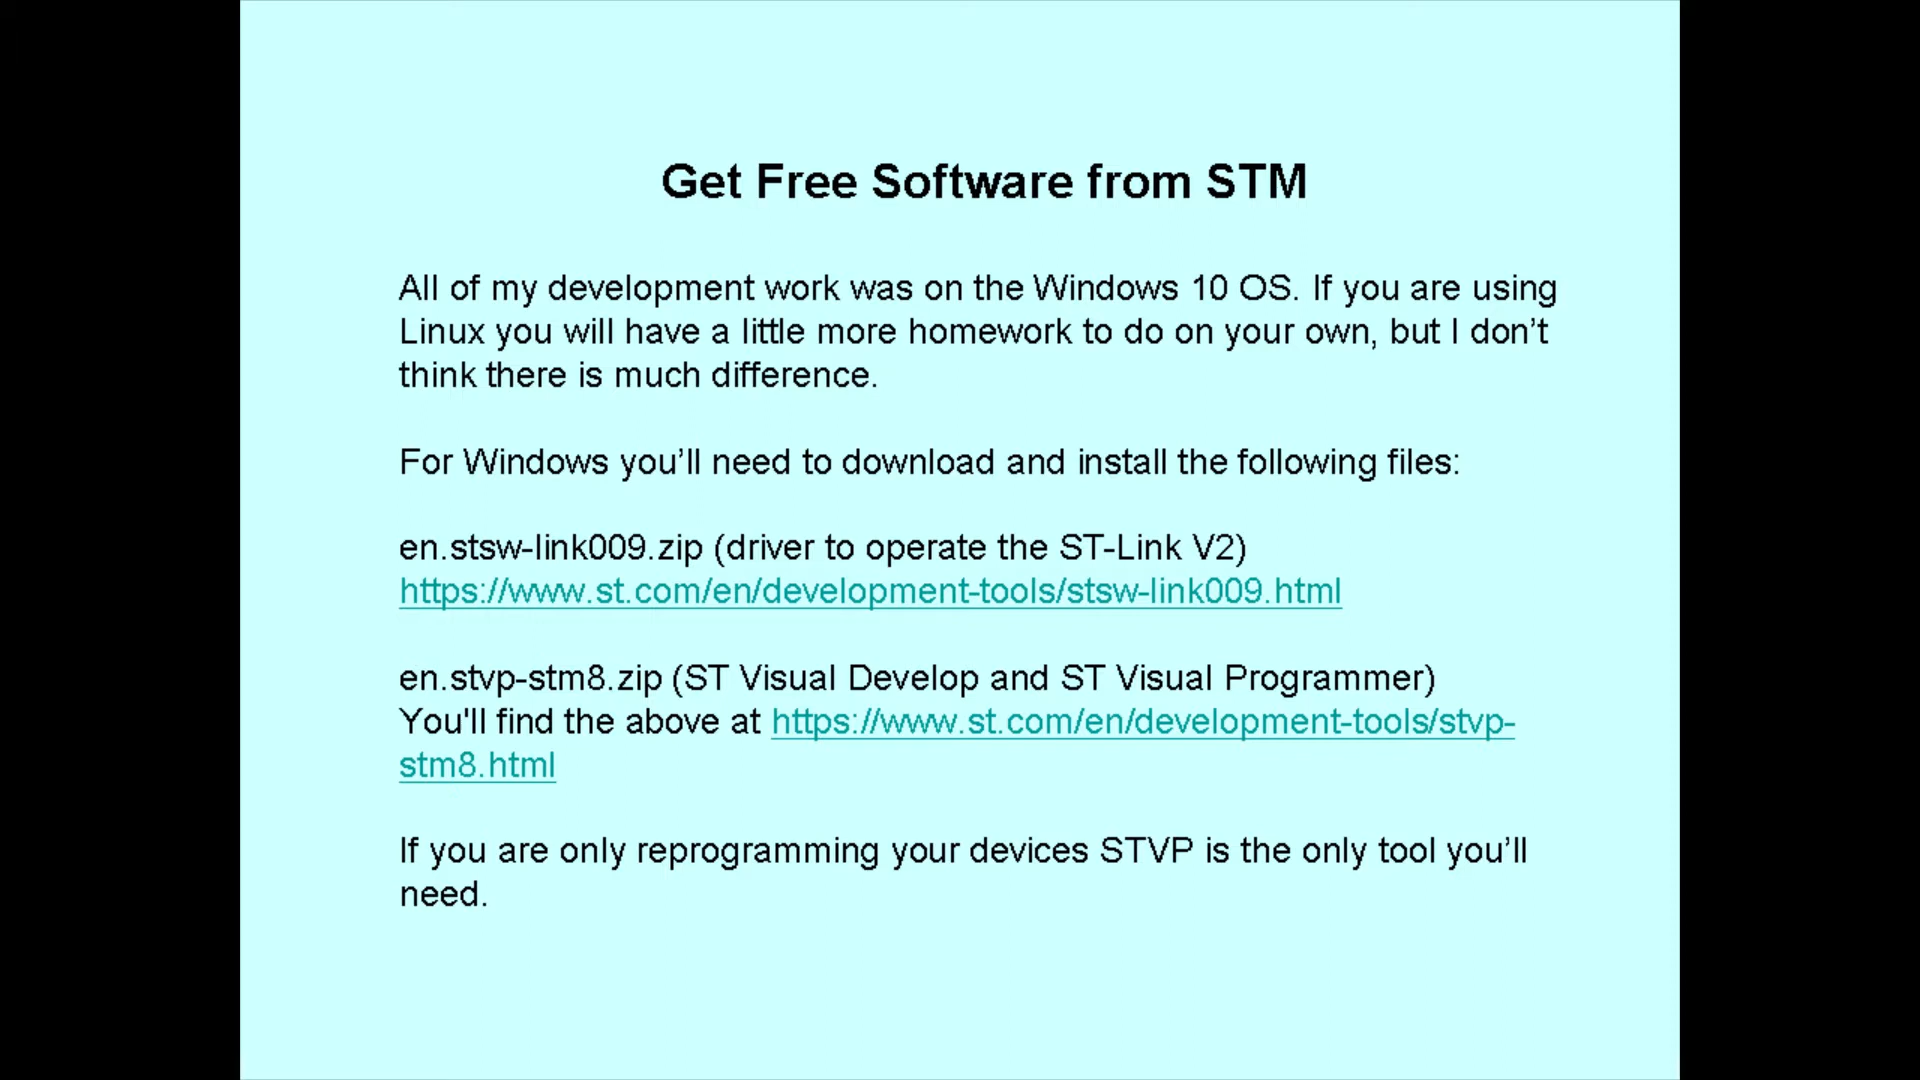 Get Free Software from STM
All of my development work was on the Windows 10 OS. If you are using
Linux you will have a little more homework to do on your own, but I don’t
think there is much difference.
For Windows you’ll need to download and install the following files:
en.stsw-link009.zip (driver to operate the ST-Link V2)
https://www.st.com/en/development-tools/stsw-link009.html
en.stvp-stm8.zip (ST Visual Develop and ST Visual Programmer)
You'll find the above at https://www.st.com/en/development-tools/stvp-
stm8.html
If you are only reprogramming your devices STVP is the only tool you’ll
need.